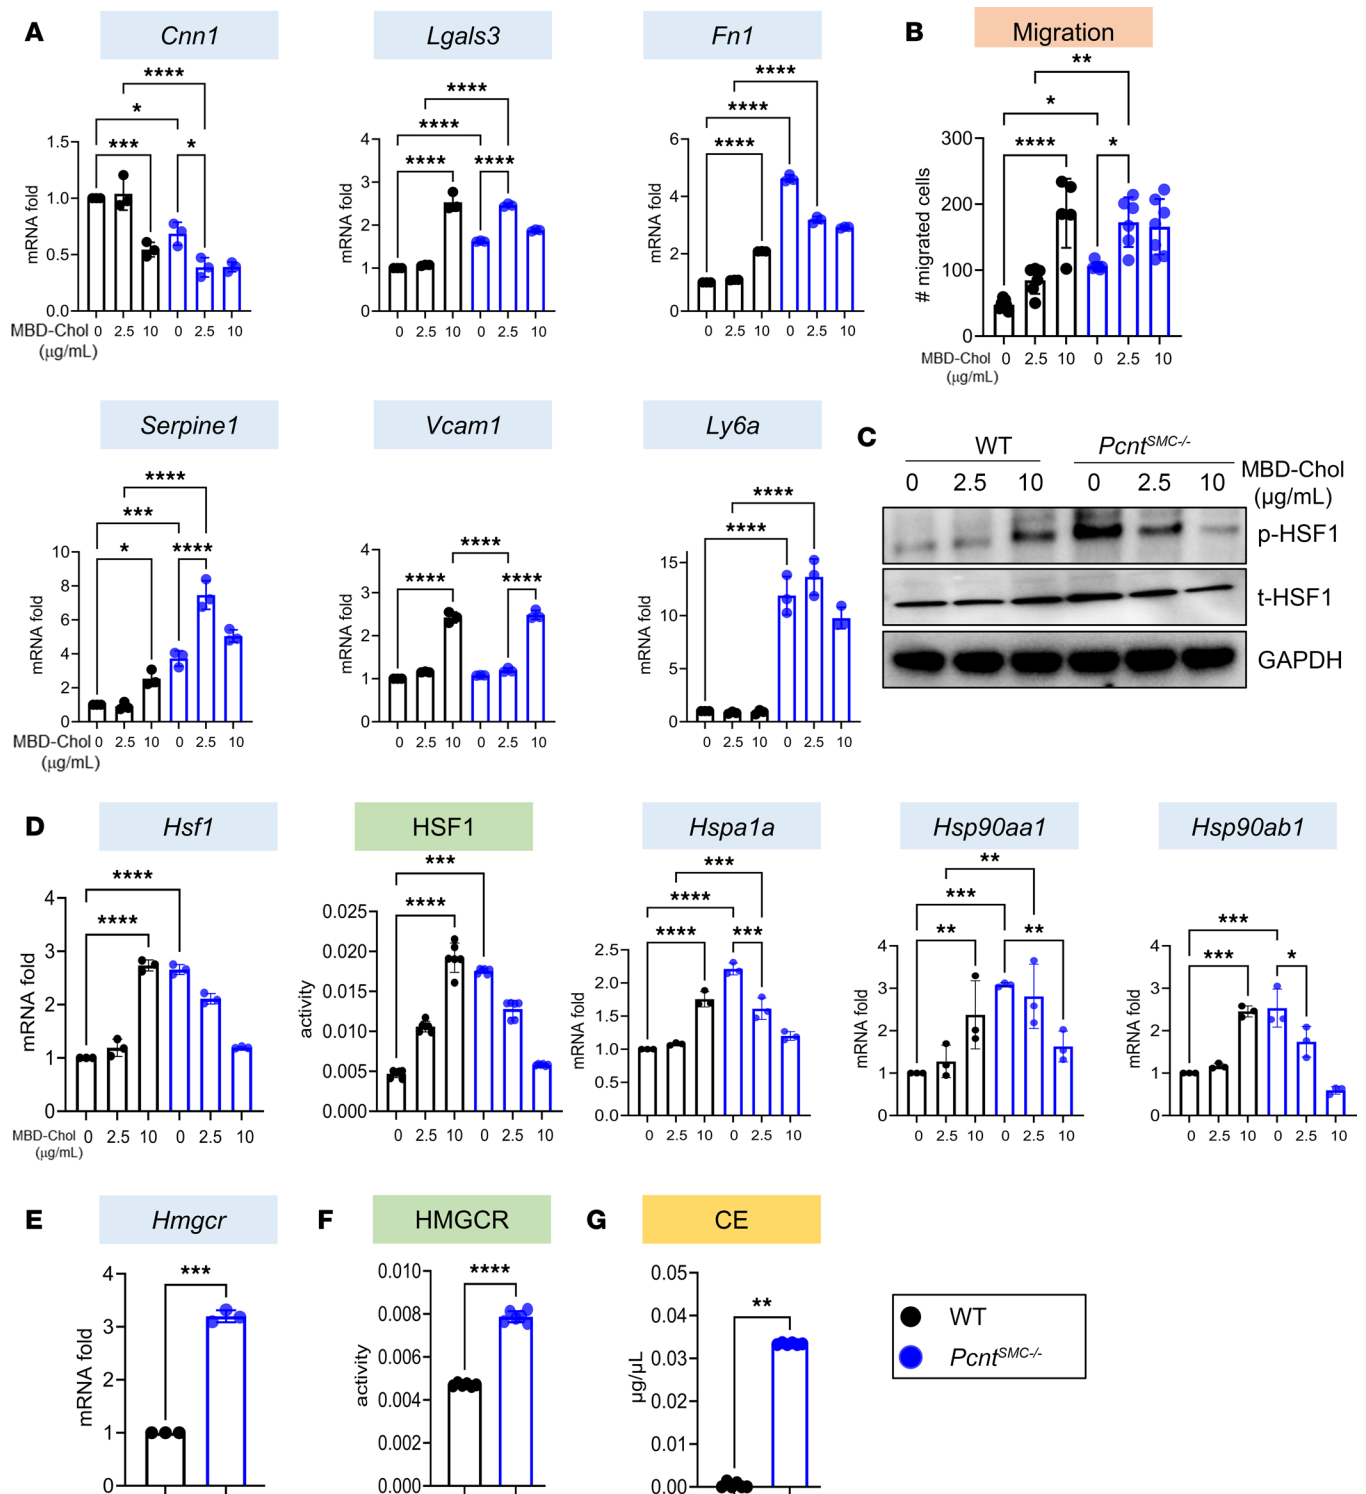 A
Cnn1
Lgals3
Fn1
B
Migration
**** 
* 
*** *
1.5
1.0
0.5
0.0
mRNA fold
MBD-Chol 0 2.5 10 0 2.5 10
(µg/mL)
****
****
**** ****
4
3
2
1
0
mRNA fold
0 2.5 10 0 2.5 10
****
****
****
6
4
2
0
mRNA fold
0 2.5 10 0 2.5 10
**
*
**** *
300
200
100
0
# migrated cells
MBD-Chol 0 2.5 10 0 2.5 10
(µg/mL)
Serpine1
Vcam1
Ly6a
****
***
* ****
10
8
6
4
2
0
mRNA fold
MBD-Chol 0 2.5 10 0 2.5 10
(µg/mL)
****
**** ****
4
3
2
1
0
mRNA fold
0 2.5 10 0 2.5 10
****
****
15
10
5
0
mRNA fold
0 2.5 10 0 2.5 10
C
WT PcntSMC-/-
0 2.5 10 0 2.5 10 MBD-Chol
(µg/mL)
p-HSF1
t-HSF1
GAPDH
D
Hsf1
HSF1
Hspa1a
Hsp90aa1
Hsp90ab1
****
****
4
3
2
1
0
mRNA fold
MBD-Chol 0 2.5 10 0 2.5 10
(µg/mL)
***
****
0.025
0.020
0.015
0.010
0.005
0.000
activity
0 2.5 10 0 2.5 10
***
****
**** ***
2.5
2.0
1.5
1.0
0.5
0.0
mRNA fold
0 2.5 10 0 2.5 10
**
***
** **
4
3
2
1
0
mRNA fold
0 2.5 10 0 2.5 10
***
*** *
4
3
2
1
0
mRNA fold
0 2.5 10 0 2.5 10
E
Hmgcr
***
4
3
2
1
0
mRNA fold
F
HMGCR
****
0.010
0.008
0.006
0.004
0.002
0.000
activity
G
CE
**
0.05
0.04
0.03
0.02
0.01
0.00
µg/µL
WT
PcntSMC-/-